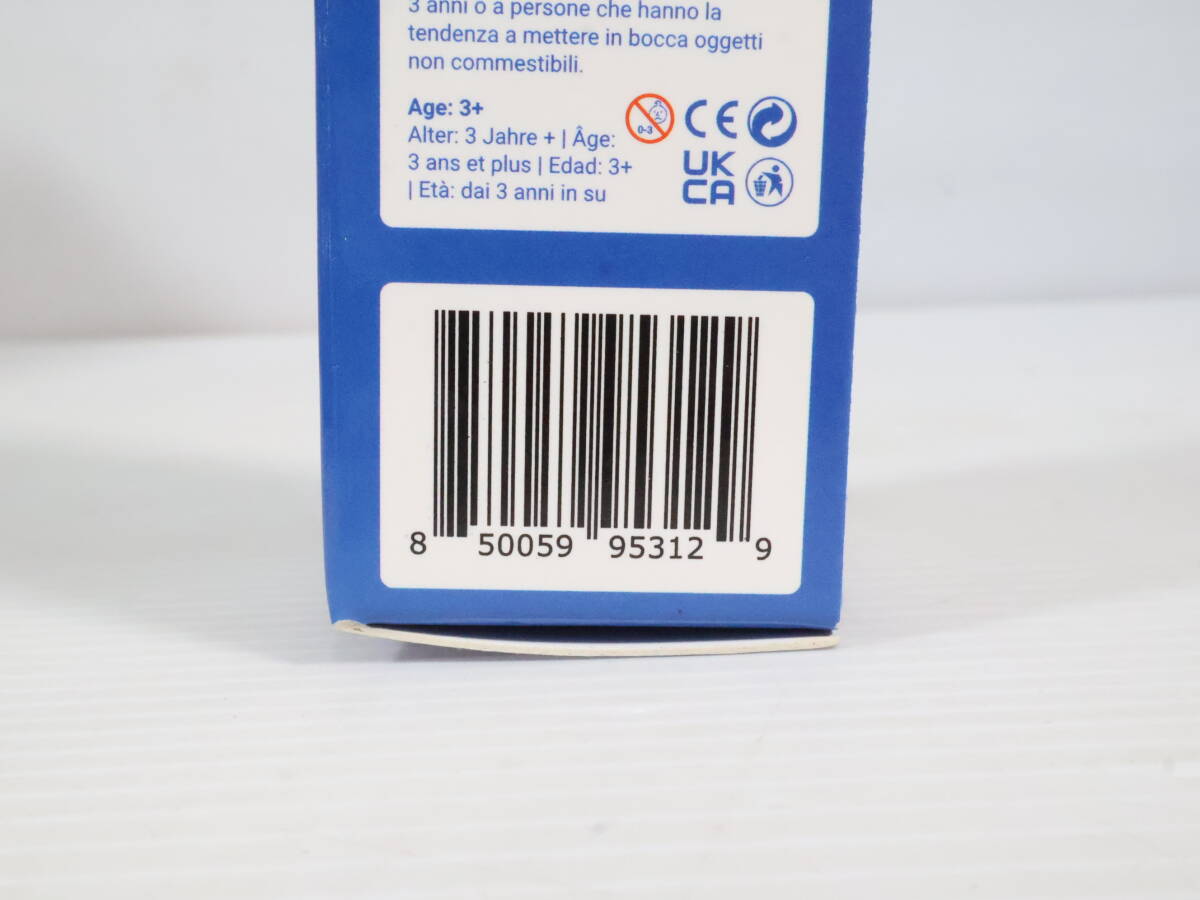 3 anni o a persone che hanno la
tendenza a mettere in bocca oggetti
non commestibili.
Age: 3+
Alter: 3 Jahre + | Âge:
3 ans et plus | Edad: 3+
| Età: dai 3 anni in su
0-3
CE
UK
CA
8 50059 95312 9